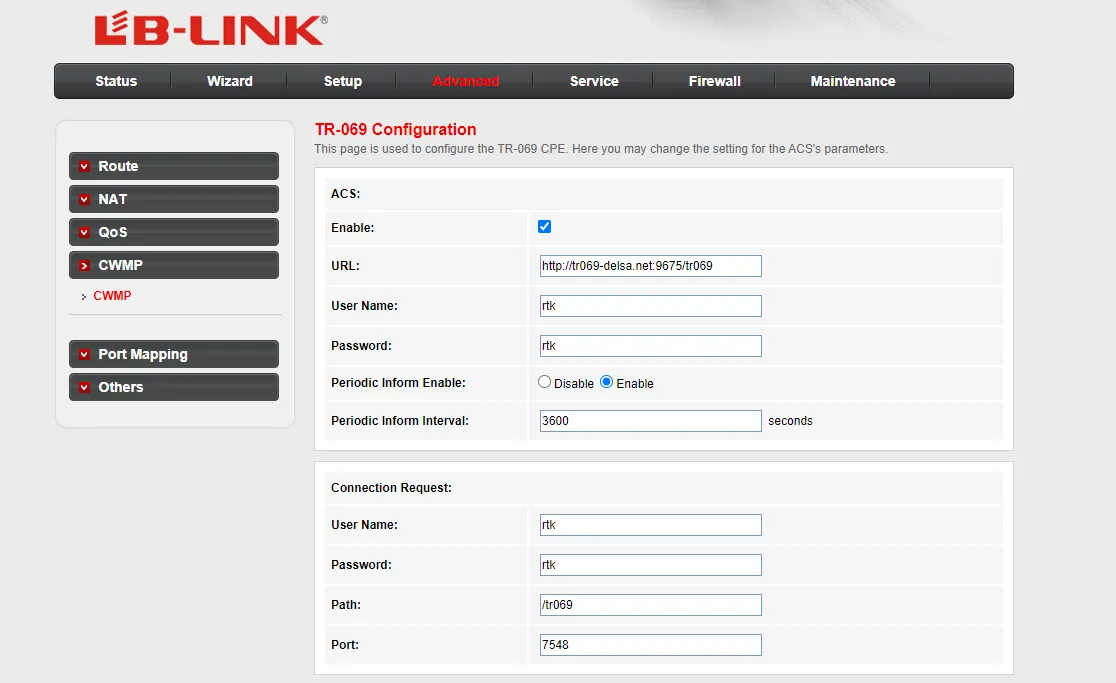 LB-LINK®
Status Wizard Setup Advanced Service Firewall Maintenance
Route
NAT
QoS
CWMP
CWMP
Port Mapping
Others
TR-069 Configuration
This page is used to configure the TR-069 CPE. Here you may change the setting for the ACS's parameters.
ACS:
Enable:
URL: http://tr069-delsa.net:9675/tr069
User Name: rtk
Password: rtk
Periodic Inform Enable: Disable Enable
Periodic Inform Interval: 3600 seconds
Connection Request:
User Name: rtk
Password: rtk
Path: /tr069
Port: 7548